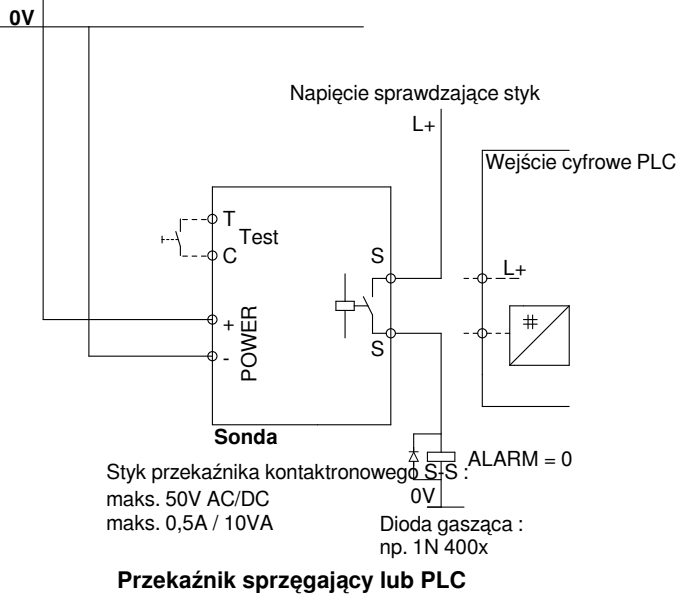 0V
Napięcie sprawdzające styk
L+
Wejście cyfrowe PLC
T
Test
C
S
L+
#
+
POWER
-
S
Sonda
ALARM = 0
Styk przekaźnika kontaktronowego S-S :
maks. 50V AC/DC
0V
maks. 0,5A / 10VA
Dioda gasząca :
np. 1N 400x
Przekaźnik sprzęgający lub PLC